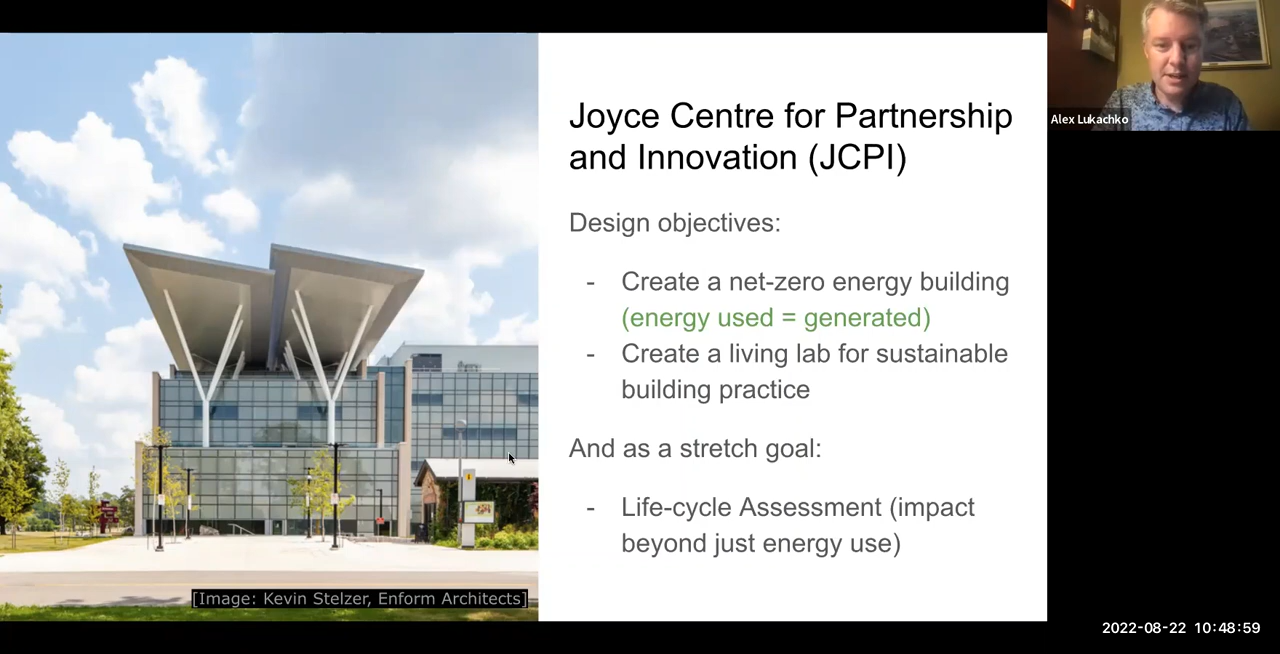 Joyce Centre for Partnership
and Innovation (JCPI)
Design objectives:
- Create a net-zero energy building
(energy used = generated)
- Create a living lab for sustainable
building practice
And as a stretch goal:
- Life-cycle Assessment (impact
beyond just energy use)
[Image: Kevin Stelzer, Enform Architects]
Alex Lukachko
2022-08-22 10:48:59